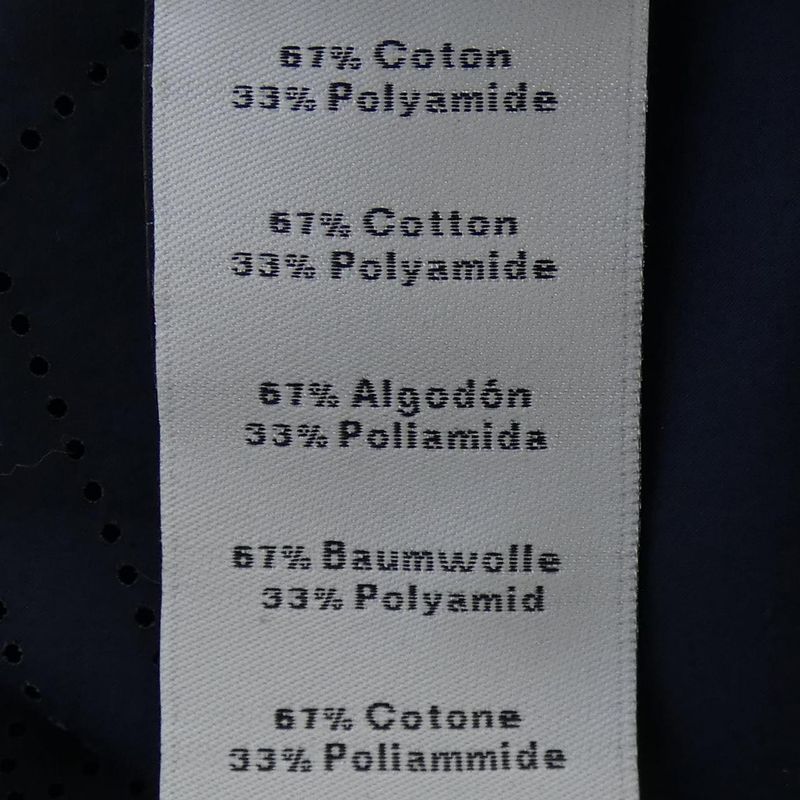 67% Coton
33% Polyamide
67% Cotton
33% Polyamide
67% Algodón
33% Poliamida
67% Baumwolle
33% Polyamid
67% Cotone
33% Poliammide